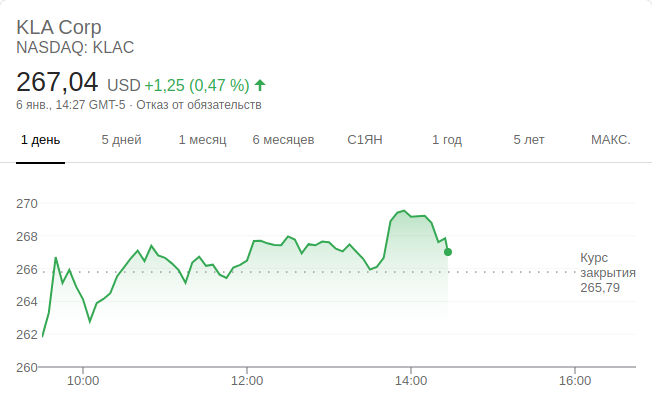 KLA Corp
NASDAQ: KLAC
267,04 USD +1,25 (0,47 %)
6 янв., 14:27 GMT-5 · Отказ от обязательств
1 день 5 дней 1 месяц 6 месяцев С1ЯН 1 год 5 лет МАКС.
270
268
266
264
262
260
Курс
закрытия
265,79
10:00 12:00 14:00 16:00